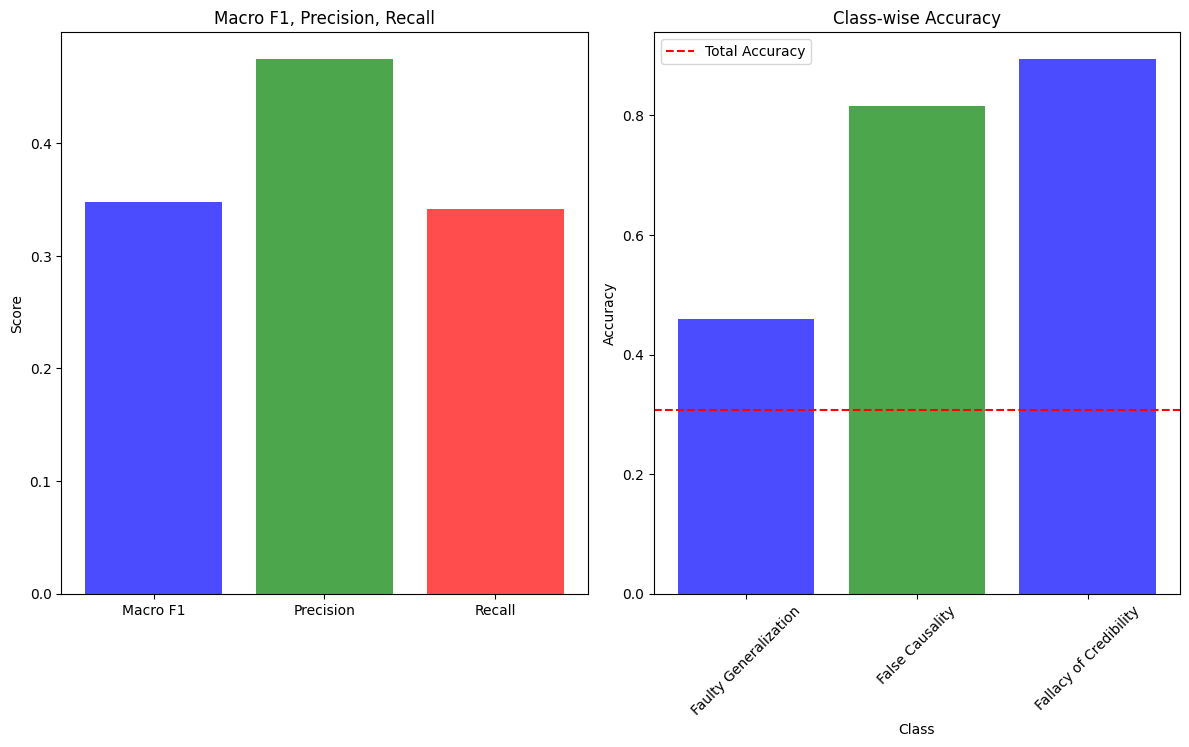 Macro F1, Precision, Recall
Score
0.4
0.3
0.2
0.1
0.0
Macro F1
Precision
Recall
Class-wise Accuracy
Total Accuracy
Accuracy
0.8
0.6
0.4
0.2
0.0
Faulty Generalization
False Causality
Fallacy of Credibility
Class